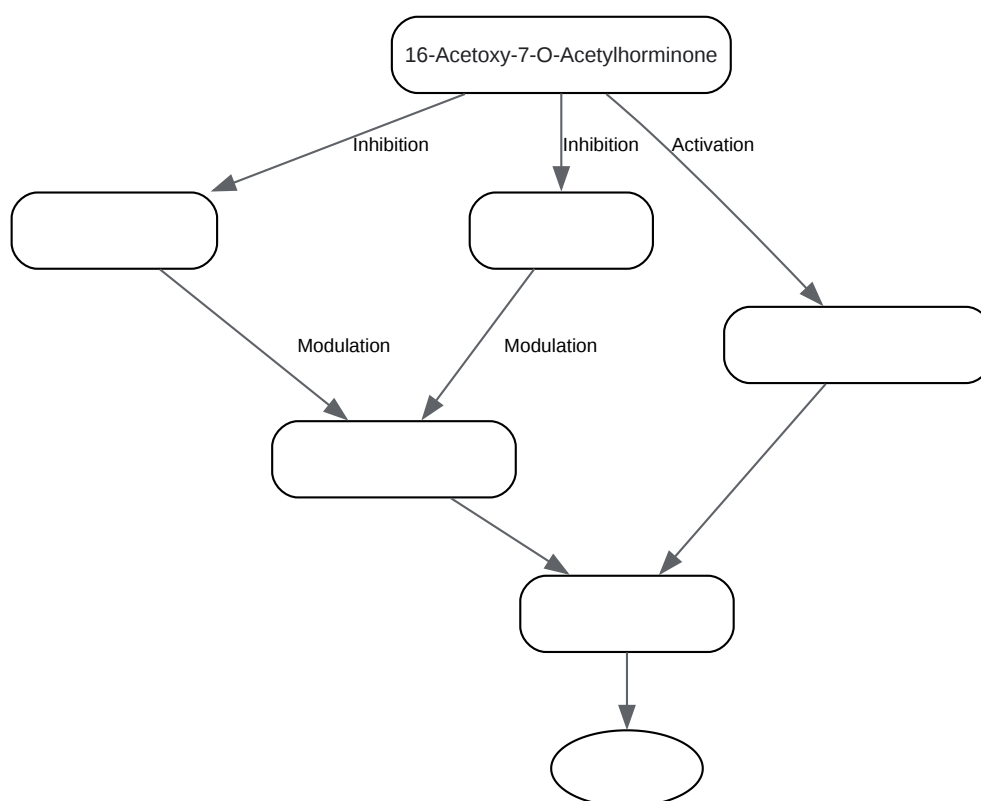 16-Acetoxy-7-O-Acetylhorminone
Inhibition
Inhibition
Activation
Modulation
Modulation